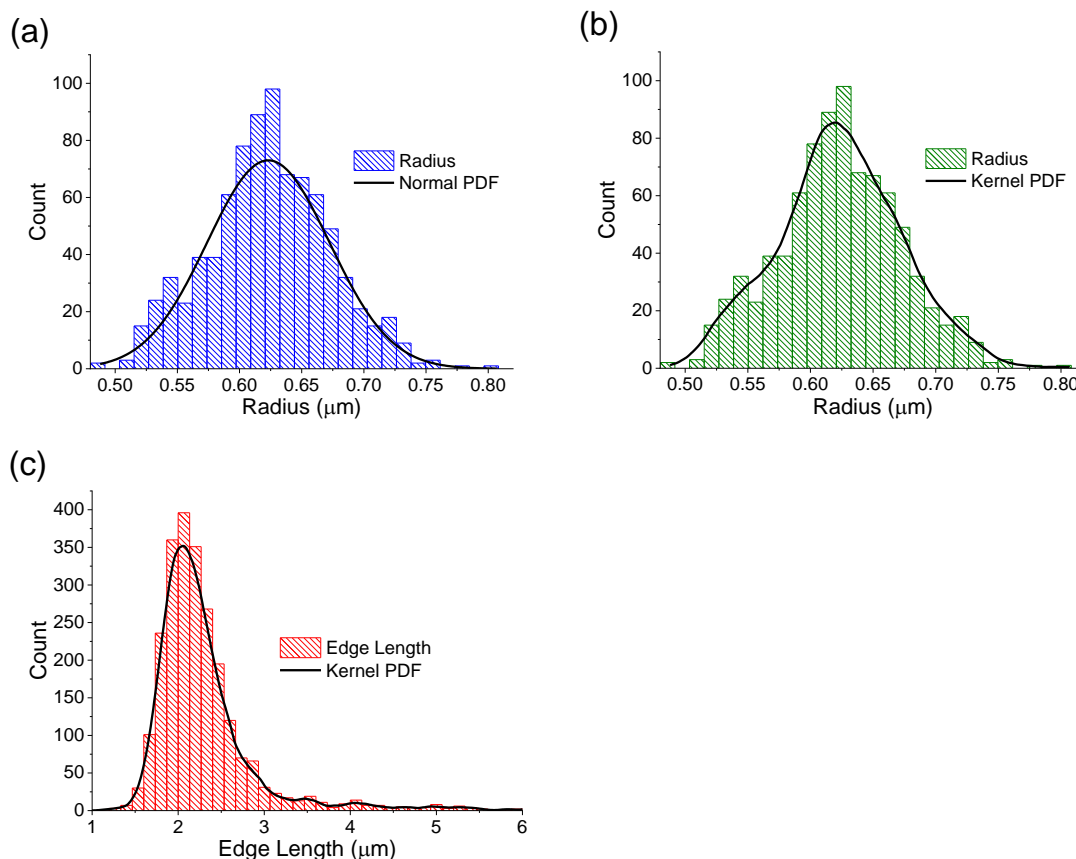 (a)
100
80
60
40
20
0
Count
0.50 0.55 0.60 0.65 0.70 0.75 0.80
Radius (μm)
Radius
Normal PDF
(b)
100
80
60
40
20
0
Count
0.50 0.55 0.60 0.65 0.70 0.75 0.80
Radius (μm)
Radius
Kernel PDF
(c)
400
350
300
250
200
150
100
50
0
Count
1 2 3 4 5 6
Edge Length (μm)
Edge Length
Kernel PDF